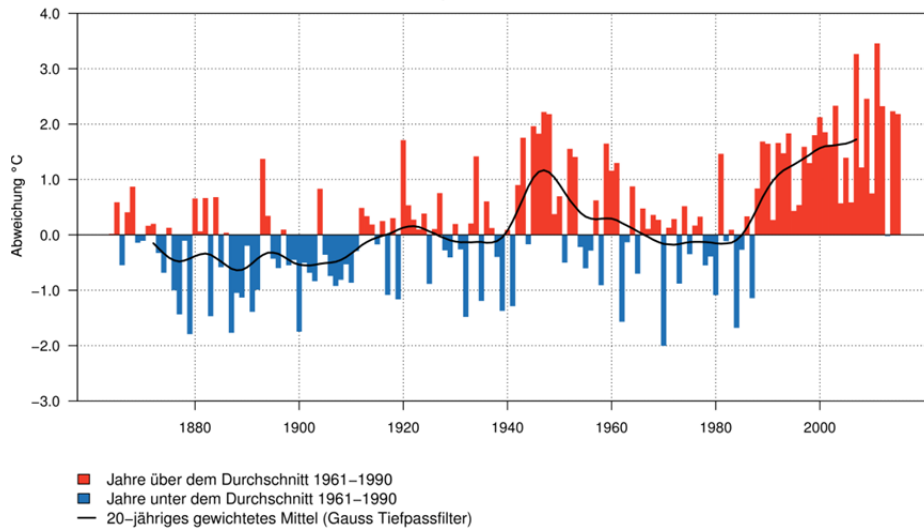 4.0
3.0
2.0
1.0
0.0
−1.0
−2.0
−3.0
Abweichung °C
1880 1900 1920 1940 1960 1980 2000
Jahre über dem Durchschnitt 1961−1990
Jahre unter dem Durchschnitt 1961−1990
20−jähriges gewichtetes Mittel (Gauss Tiefpassfilter)